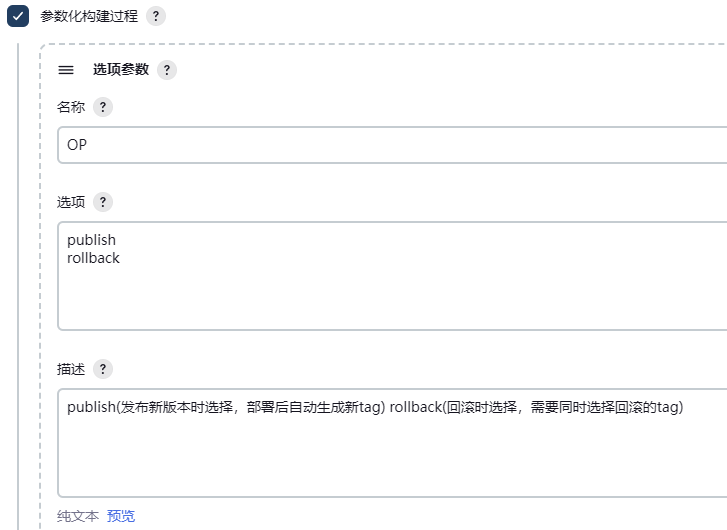 参数化构建过程 ?
选项参数 ?
名称 ?
OP
选项 ?
publish
rollback
描述 ?
publish(发布新版本时选择，部署后自动生成新tag) rollback(回滚时选择，需要同时选择回滚的tag)
纯文本 预览